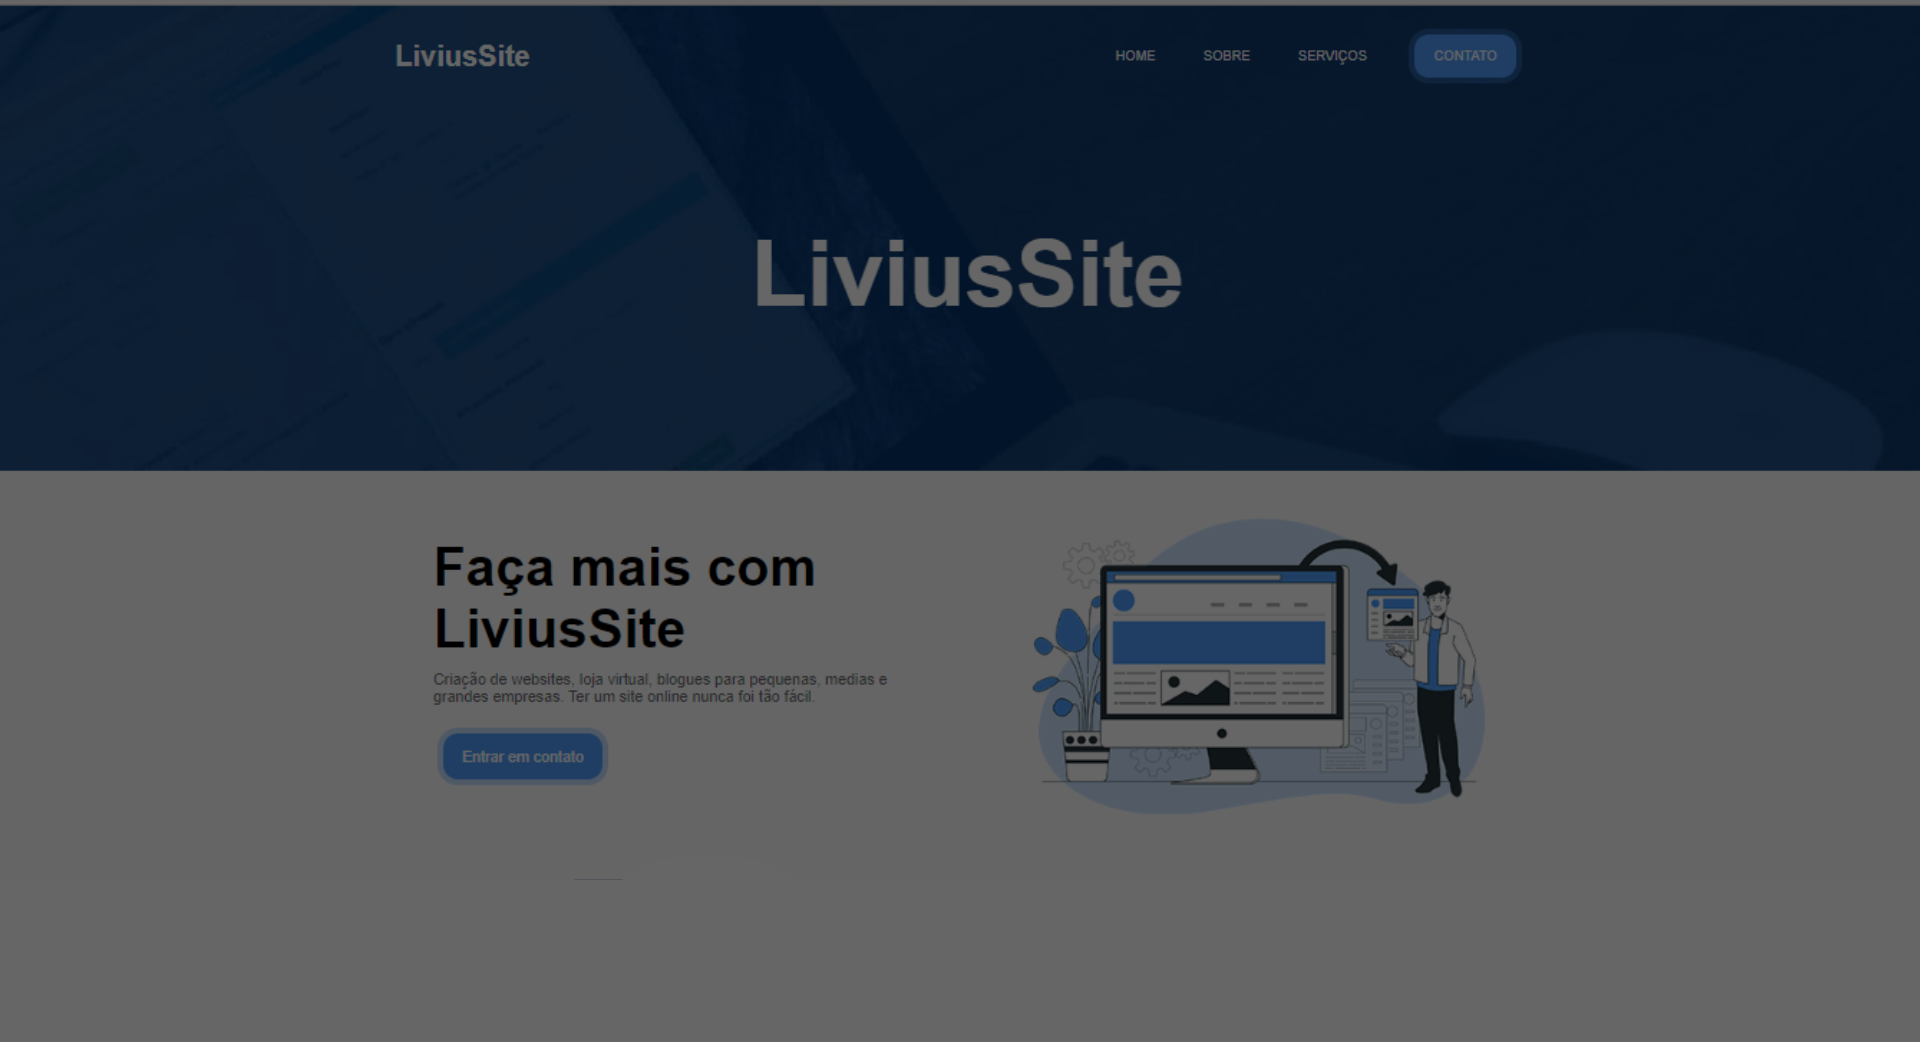 LiviusSite
HOME
SOBRE
SERVIÇOS
CONTATO
LiviusSite
Faça mais com
LiviusSite
Criação de websites, loja virtual, blogues para pequenas, medias e
grandes empresas. Ter um site online nunca foi tão fácil.
Entrar em contato